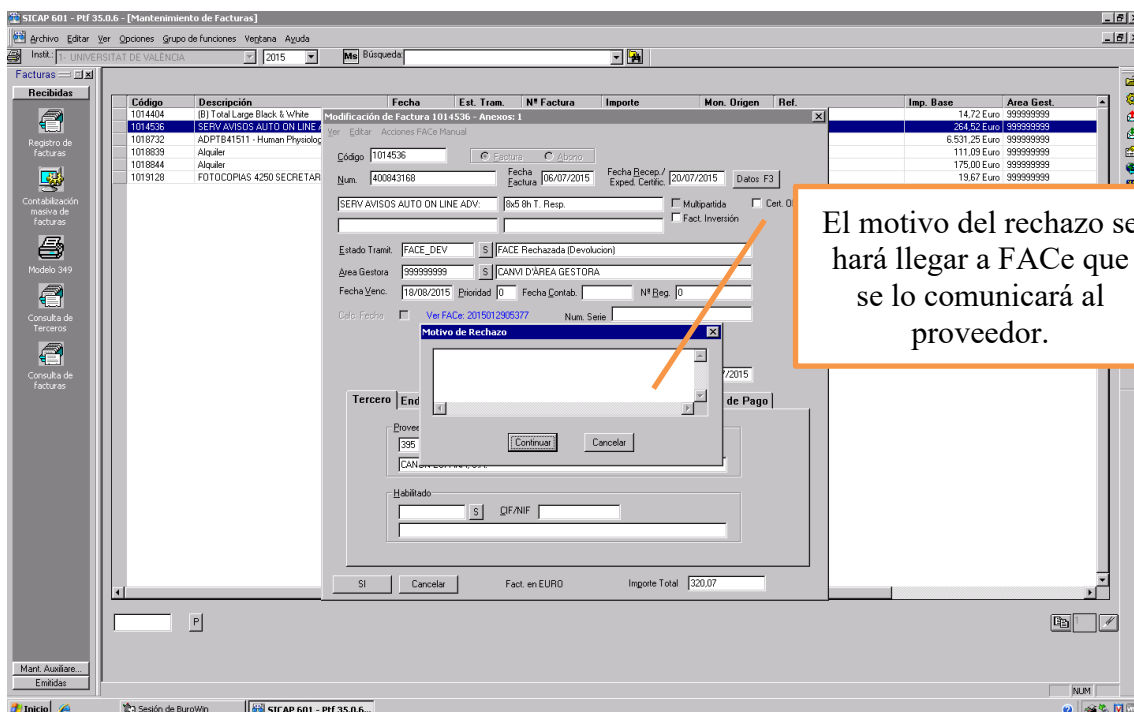 SICAP 601 - Ptf 35.0.6 - [Mantenimiento de Facturas]
Archivo Editar Ver Opciones Grupo de funciones Ventana Ayuda
Instit.: 1- UNIVERSITAT DE VALÈNCIA 2015 Ms Búsqueda:
Facturas
Recibidas
Registro de
facturas
Contabilización
masiva de
facturas
Modelo 349
Consulta de
Terceros
Consulta de
facturas
Mant. Auxiliare...
Emitidas
Código Descripción Fecha Est. Tram. Nº Factura Importe Mon. Origen Ref. Imp. Base Area Gest.
1014404 (B) Total Large Black & White 14,72 Euro 999999999
1014536 SERV AVISOS AUTO ON LINE A 264,52 Euro 999999999
1018732 ADPTB41511 - Human Physiolog 6.531,25 Euro 999999999
1018839 Alquiler 111,09 Euro 999999999
1018844 Alquiler 175,00 Euro 999999999
1019128 FOTOCOPIAS 4250 SECRETAR 19,67 Euro 999999999
Modificación de Factura 1014536 - Anexos: 1
Ver Editar Acciones FACe Manual
Código 1014536 Factura Abono
Num. 400843168 Fecha Factura 06/07/2015 Fecha Recep./ Exped. Certific. 20/07/2015 Datos F3
SERV AVISOS AUTO ON LINE ADV: 8x5 8h T. Resp. Multipartida Cert. O
Fact. Inversión
Estado Tramit. FACE_DEV S FACE Rechazada (Devolucion)
Area Gestora 999999999 S CANVI D'ÀREA GESTORA
Fecha Venc. 18/08/2015 Prioridad 0 Fecha Contab. Nº Reg. 0
Calc. Fecha Ver FACe: 2015012905377 Num. Serie
Motivo de Rechazo
/2015
Tercero End de Pago
Continuar Cancelar
Provee
395
Habilitado
S CIF/NIF
SI Cancelar Fact. en EURO Importe Total 320,07
El motivo del rechazo se
hará llegar a FACe que
se lo comunicará al
proveedor.
P 1
NUM
Inicio Sesión de BuroWin SICAP 601 - Ptf 35.0.6...